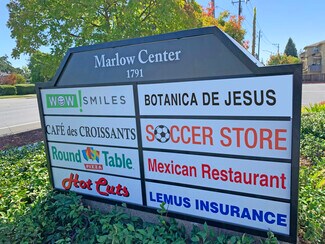 Marlow Center
1791
WOW! SMILES
BOTANICA DE JESUS
CAFé des CROISSANTS
SOCCER STORE
Round Table
PIZZA
Mexican Restaurant
Hot Cuts
LEMUS INSURANCE